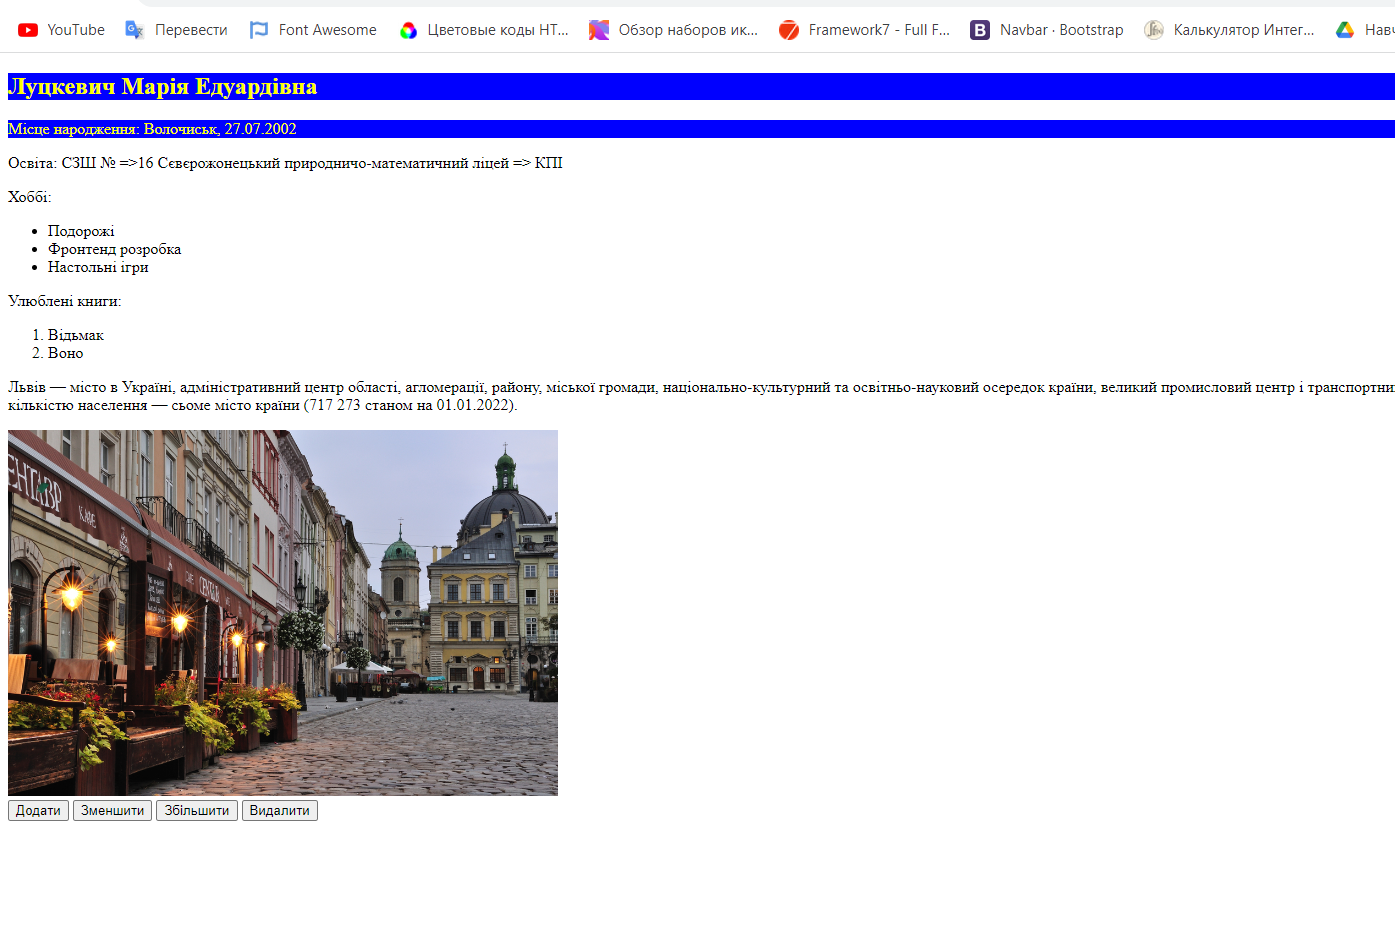 YouTube
Перевести
Font Awesome
Цветовые коды HT...
Обзор наборов ик...
Framework7 - Full F...
Navbar · Bootstrap
Калькулятор Интег...
Навч
Луцкевич Марія Едуардівна
Місце народження: Волочиськ, 27.07.2002
Освіта: СЗШ № =>16 Сєвєрожонецький природничо-математичний ліцей => КПІ
Хоббі:
• Подорожі
• Фронтенд розробка
• Настольні ігри
Улюблені книги:
1. Відьмак
2. Воно
Львів — місто в Україні, адміністративний центр області, агломерації, району, міської громади, національно-культурний та освітньо-науковий осередок країни, великий промисловий центр і транспортни
кількістю населення — сьоме місто країни (717 273 станом на 01.01.2022).
ЕНТАВР
КАФЕ
CENTAUR
Додати Зменшити Збільшити Видалити